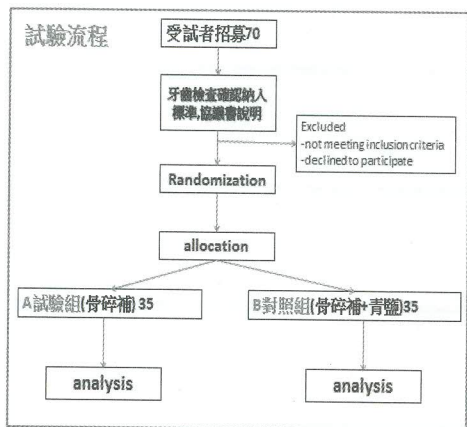 試驗流程
受試者招募70
牙齒檢查確認納入
標準,協議書說明
Excluded
-not meeting inclusion criteria
-declined to participate
Randomization
allocation
A試驗組(骨碎補) 35
B對照組(骨碎補+青鹽)35
analysis
analysis